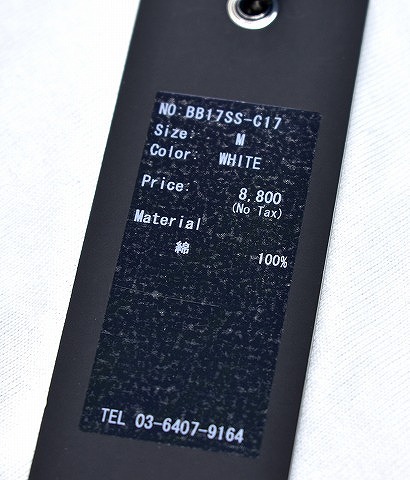 NO:BB17SS-C17
Size: M
Color: WHITE
Price: 8,800
(No Tax)
Material
綿 100%
TEL 03-6407-9164